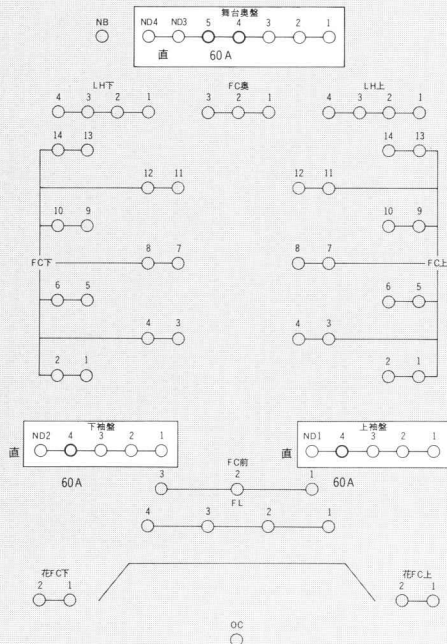 舞台奥盤
NB
ND4 ND3 5 4 3 2 1
直 60A
LH下 FC奥 LH上
4 3 2 1 3 2 1 4 3 2 1
14 13 14 13
12 11 12 11
10 9 10 9
FC下 8 7 8 7 FC上
6 5 6 5
4 3 4 3
2 1 2 1
下袖盤 上袖盤
ND2 4 3 2 1 ND1 4 3 2 1
直 直
FC前
60A 3 2 1 60A
FL
4 3 2 1
花FC下 花FC上
2 1 2 1
OC